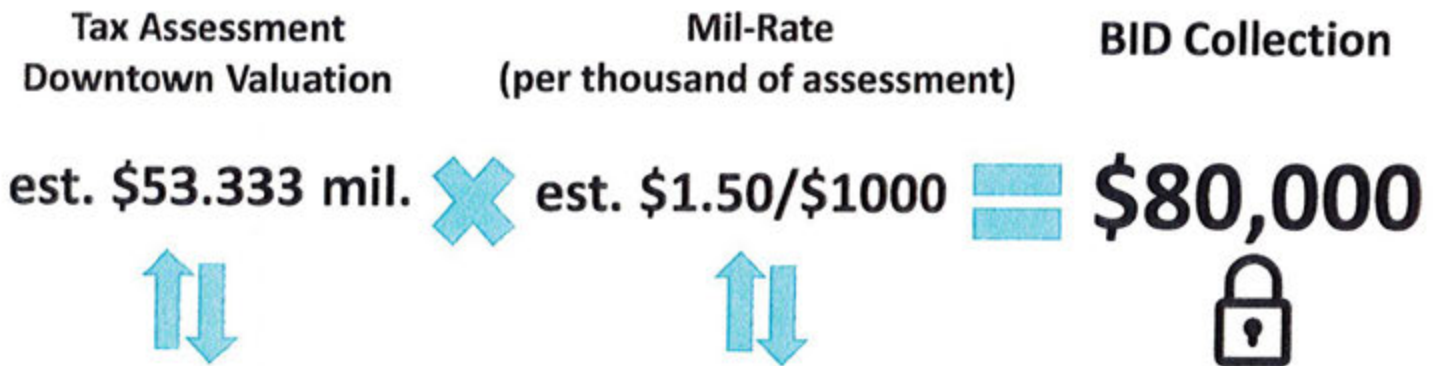 Tax Assessment
Downtown Valuation
Mil-Rate
(per thousand of assessment)
BID Collection
est. $53.333 mil.
est. $1.50/$1000
$80,000